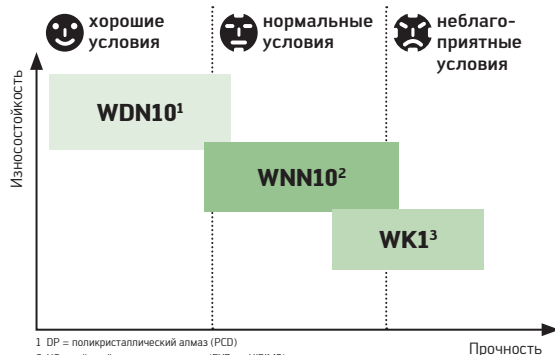 хорошие
условия
нормальные
условия
неблаго-
приятные
условия
Износостойкость
WDN10¹
WNN10²
WK1³
1 DP = поликристаллический алмаз (PCD)
Прочность